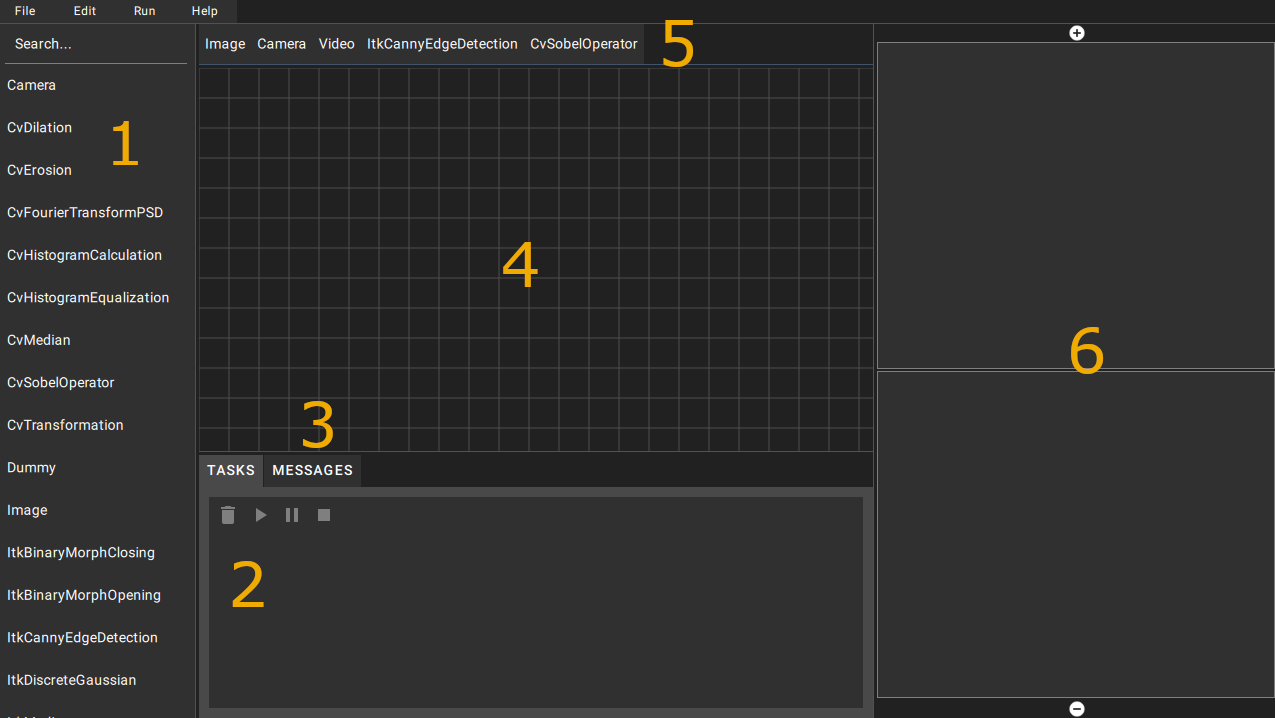 File Edit Run Help
Search...
Camera
CvDilation
CvErosion
CvFourierTransformPSD
CvHistogramCalculation
CvHistogramEqualization
CvMedian
CvSobelOperator
CvTransformation
Dummy
Image
ItkBinaryMorphClosing
ItkBinaryMorphOpening
ItkCannyEdgeDetection
ItkDiscreteGaussian
1
Image Camera Video ItkCannyEdgeDetection CvSobelOperator
5
4
3
TASKS MESSAGES
2
6